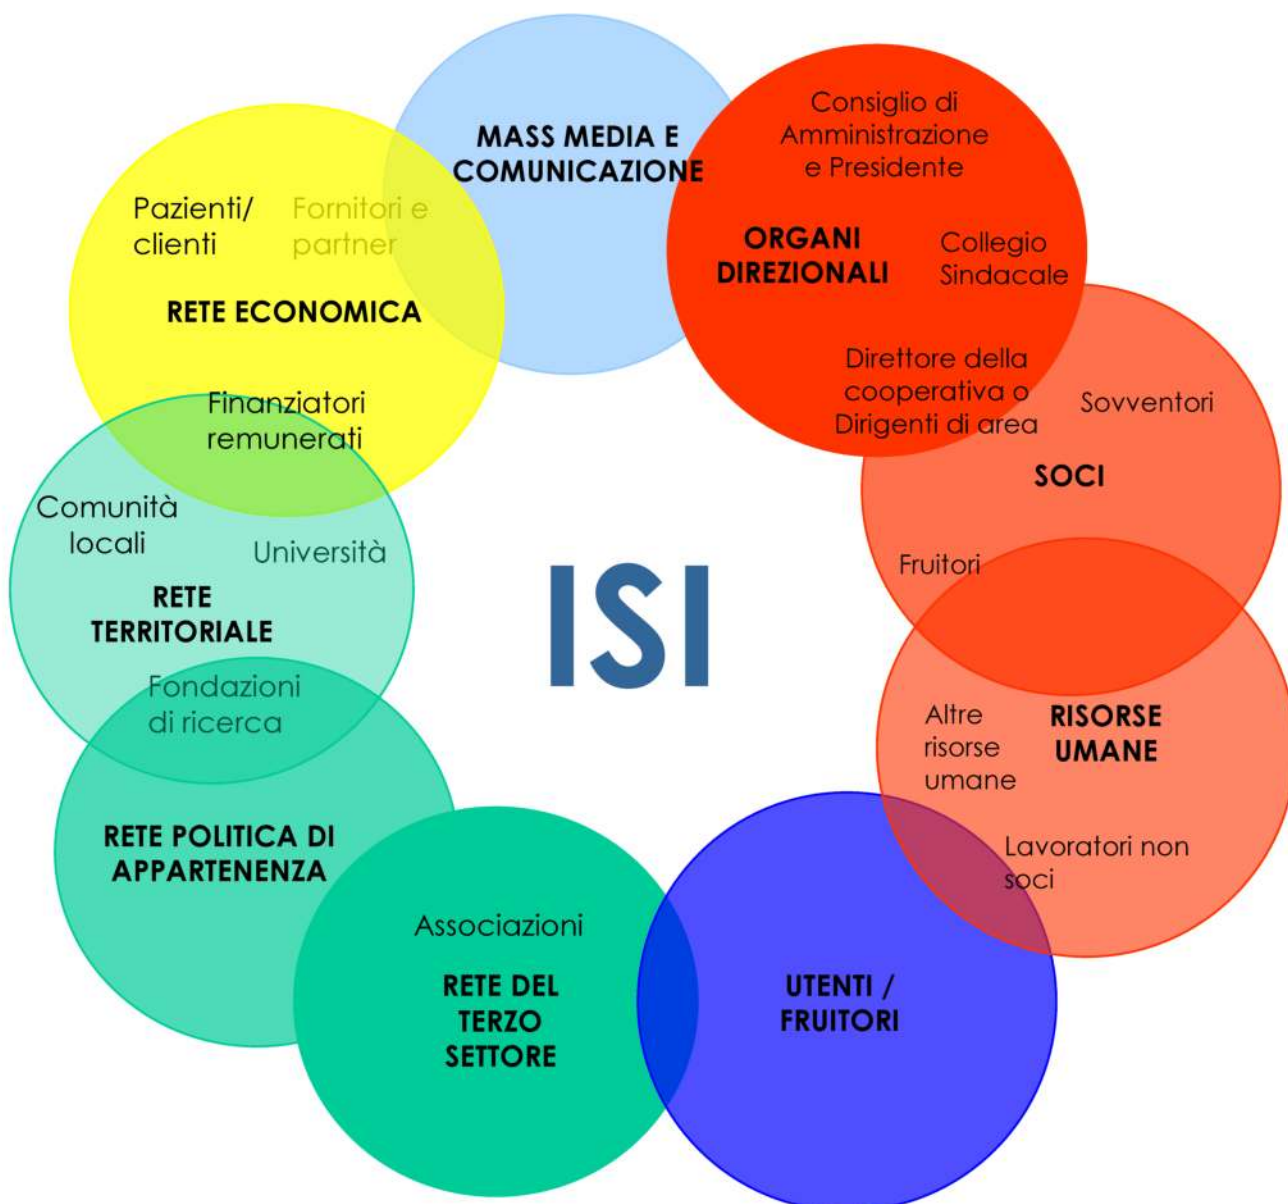 MASS MEDIA E
COMUNICAZIONE
Consiglio di
Amministrazione
e Presidente
ORGANI
DIREZIONALI
Collegio
Sindacale
Direttore della
cooperativa o
Dirigenti di area
Sovventori
SOCI
Fruitori
Altre
risorse
umane
RISORSE
UMANE
Lavoratori non
soci
UTENTI /
FRUITORI
Associazioni
RETE DEL
TERZO
SETTORE
RETE POLITICA DI
APPARTENENZA
Fondazioni
di ricerca
Comunità
locali
Università
RETE
TERRITORIALE
Pazienti/
clienti
Fornitori e
partner
RETE ECONOMICA
Finanziatori
remunerati
ISI